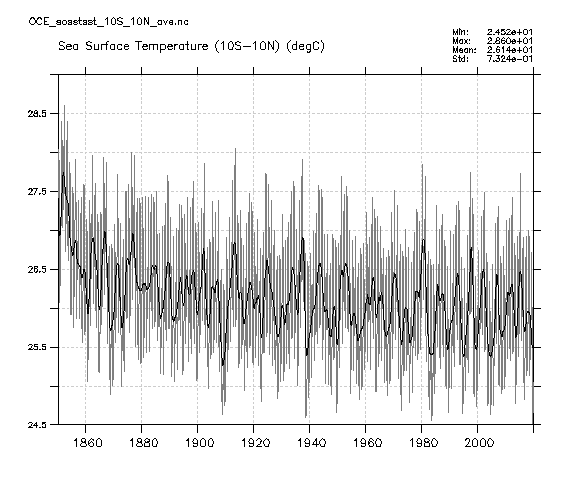 OCE_sosstsst_10S_10N_ave.nc
Sea Surface Temperature (10S-10N) (degC)
Min: 2.452e+01
Max: 2.860e+01
Mean: 2.614e+01
Std: 7.324e-01
28.5
27.5
26.5
25.5
24.5
1860 1880 1900 1920 1940 1960 1980 2000